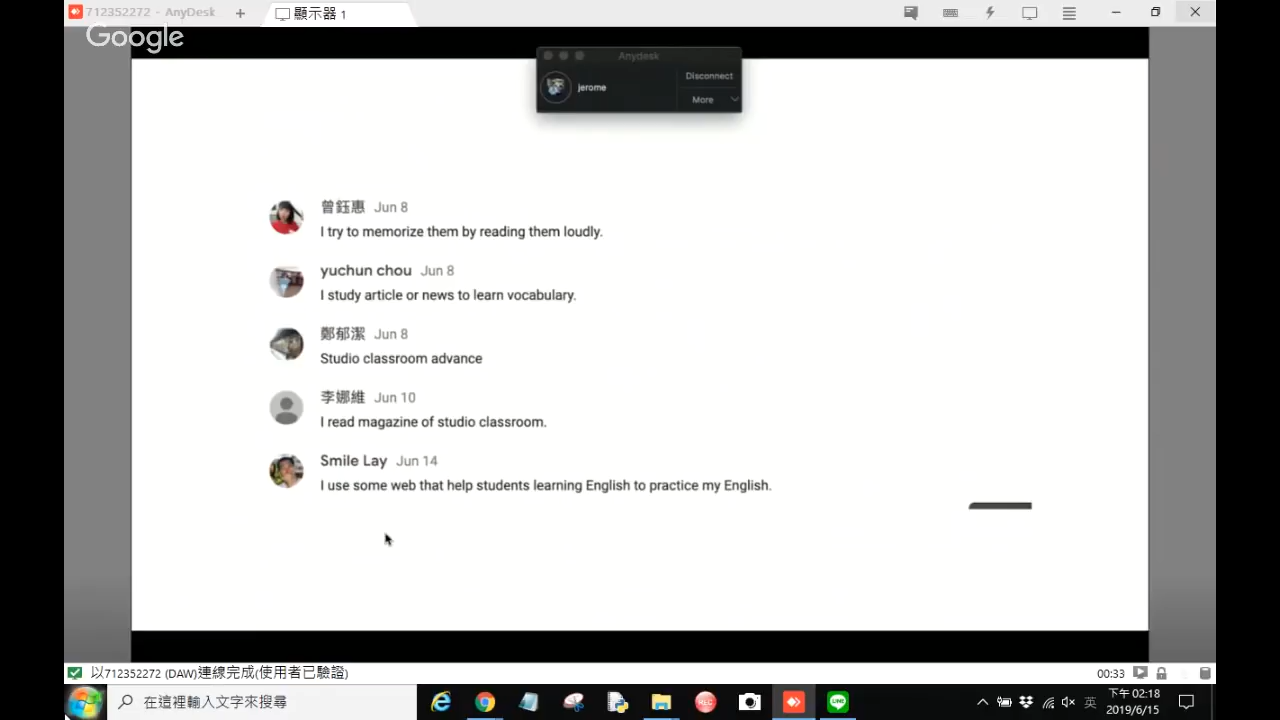 712352272 - AnyDesk
顯示器 1
Google
Anydesk
jerome
Disconnect
More
曾鈺惠 Jun 8
I try to memorize them by reading them loudly.
yuchun chou Jun 8
I study article or news to learn vocabulary.
鄭郁潔 Jun 8
Studio classroom advance
李娜維 Jun 10
I read magazine of studio classroom.
Smile Lay Jun 14
I use some web that help students learning English to practice my English.
以712352272 (DAW)連線完成(使用者已驗證)
00:33
在這裡輸入文字來搜尋
REC
LINE
英
下午 02:18
2019/6/15